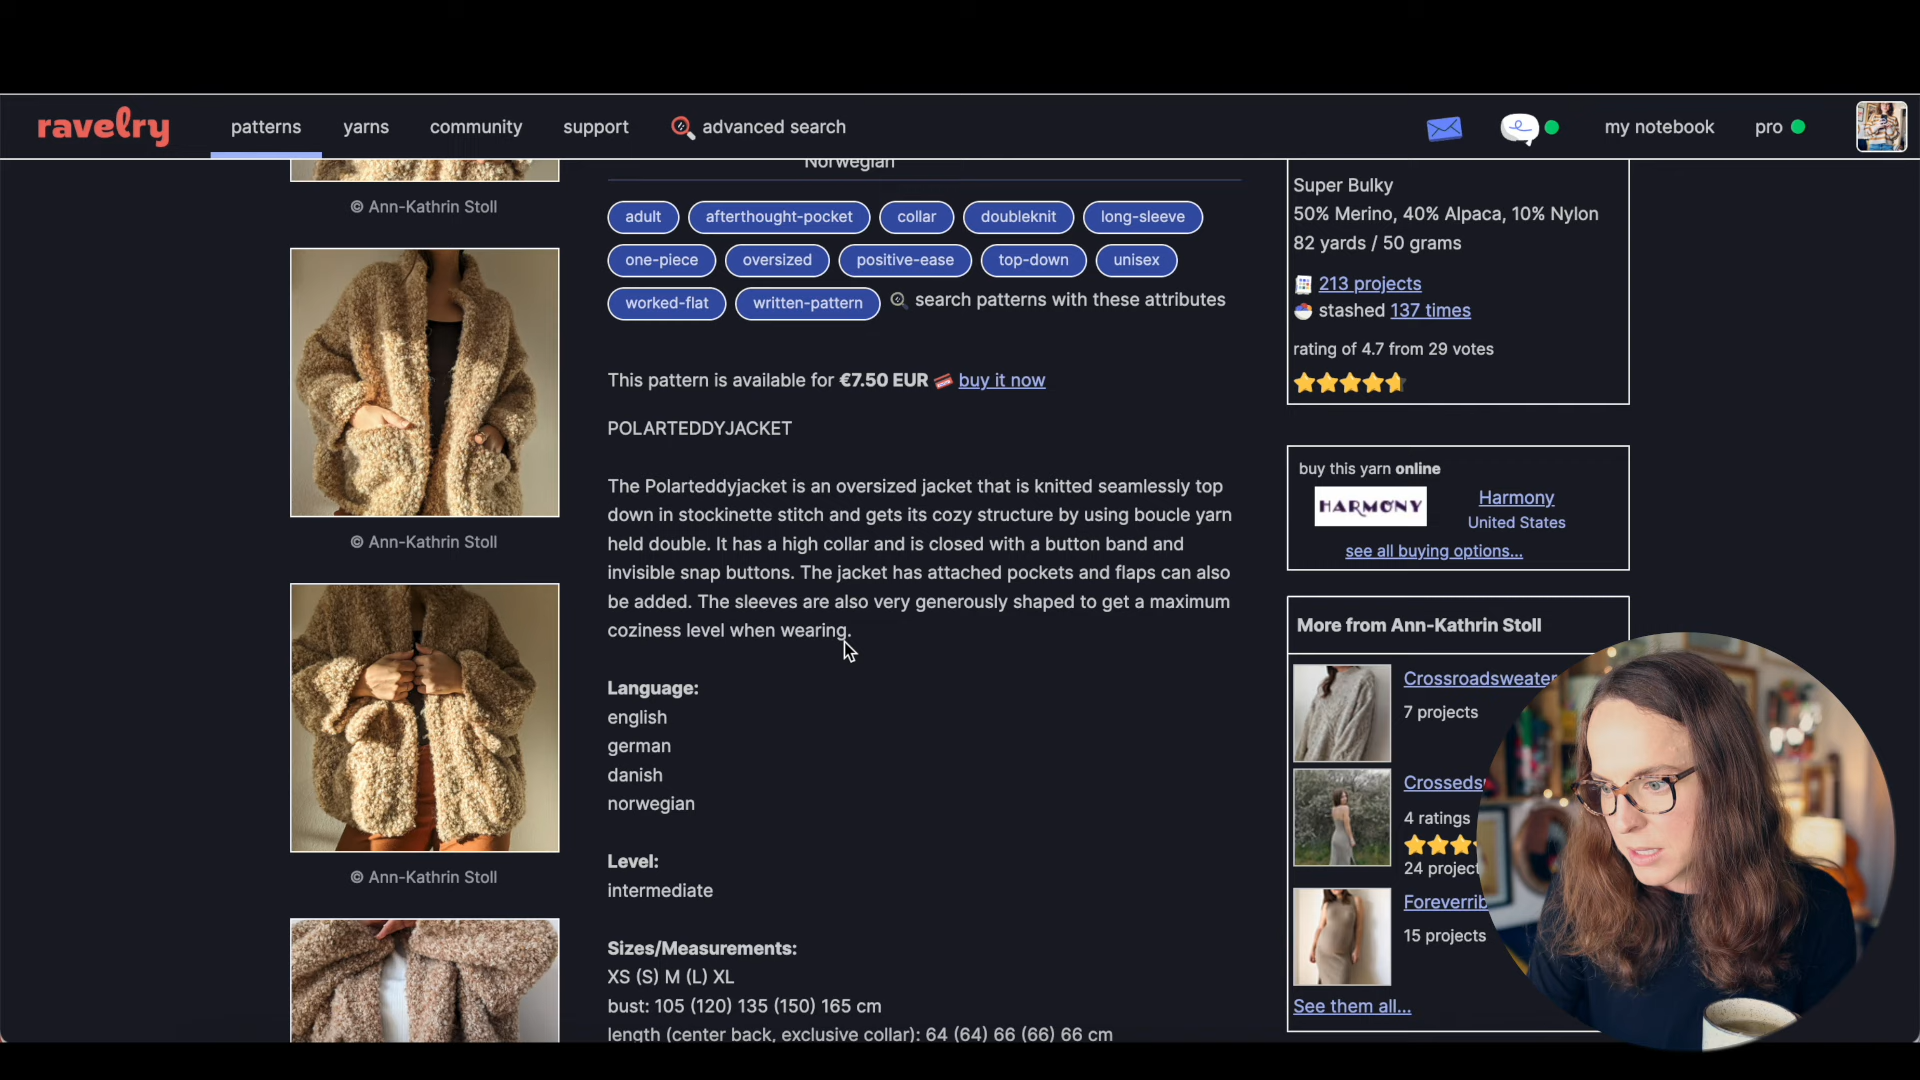 ravelry
patterns
yarns
community
support
advanced search
my notebook
pro
© Ann-Kathrin Stoll
© Ann-Kathrin Stoll
© Ann-Kathrin Stoll
Norwegian
adult
afterthought-pocket
collar
doubleknit
long-sleeve
one-piece
oversized
positive-ease
top-down
unisex
worked-flat
written-pattern
search patterns with these attributes
This pattern is available for €7.50 EUR buy it now
POLARTEDDYJACKET
The Polarteddyjacket is an oversized jacket that is knitted seamlessly top
down in stockinette stitch and gets its cozy structure by using boucle yarn
held double. It has a high collar and is closed with a button band and
invisible snap buttons. The jacket has attached pockets and flaps can also
be added. The sleeves are also very generously shaped to get a maximum
coziness level when wearing.
Language:
english
german
danish
norwegian
Level:
intermediate
Sizes/Measurements:
XS (S) M (L) XL
bust: 105 (120) 135 (150) 165 cm
length (center back, exclusive collar): 64 (64) 66 (66) 66 cm
Super Bulky
50% Merino, 40% Alpaca, 10% Nylon
82 yards / 50 grams
213 projects
stashed 137 times
rating of 4.7 from 29 votes
buy this yarn online
HARMONY
Harmony
United States
see all buying options...
More from Ann-Kathrin Stoll
Crossroadsweater
7 projects
4 ratings
15 projects
See them all...